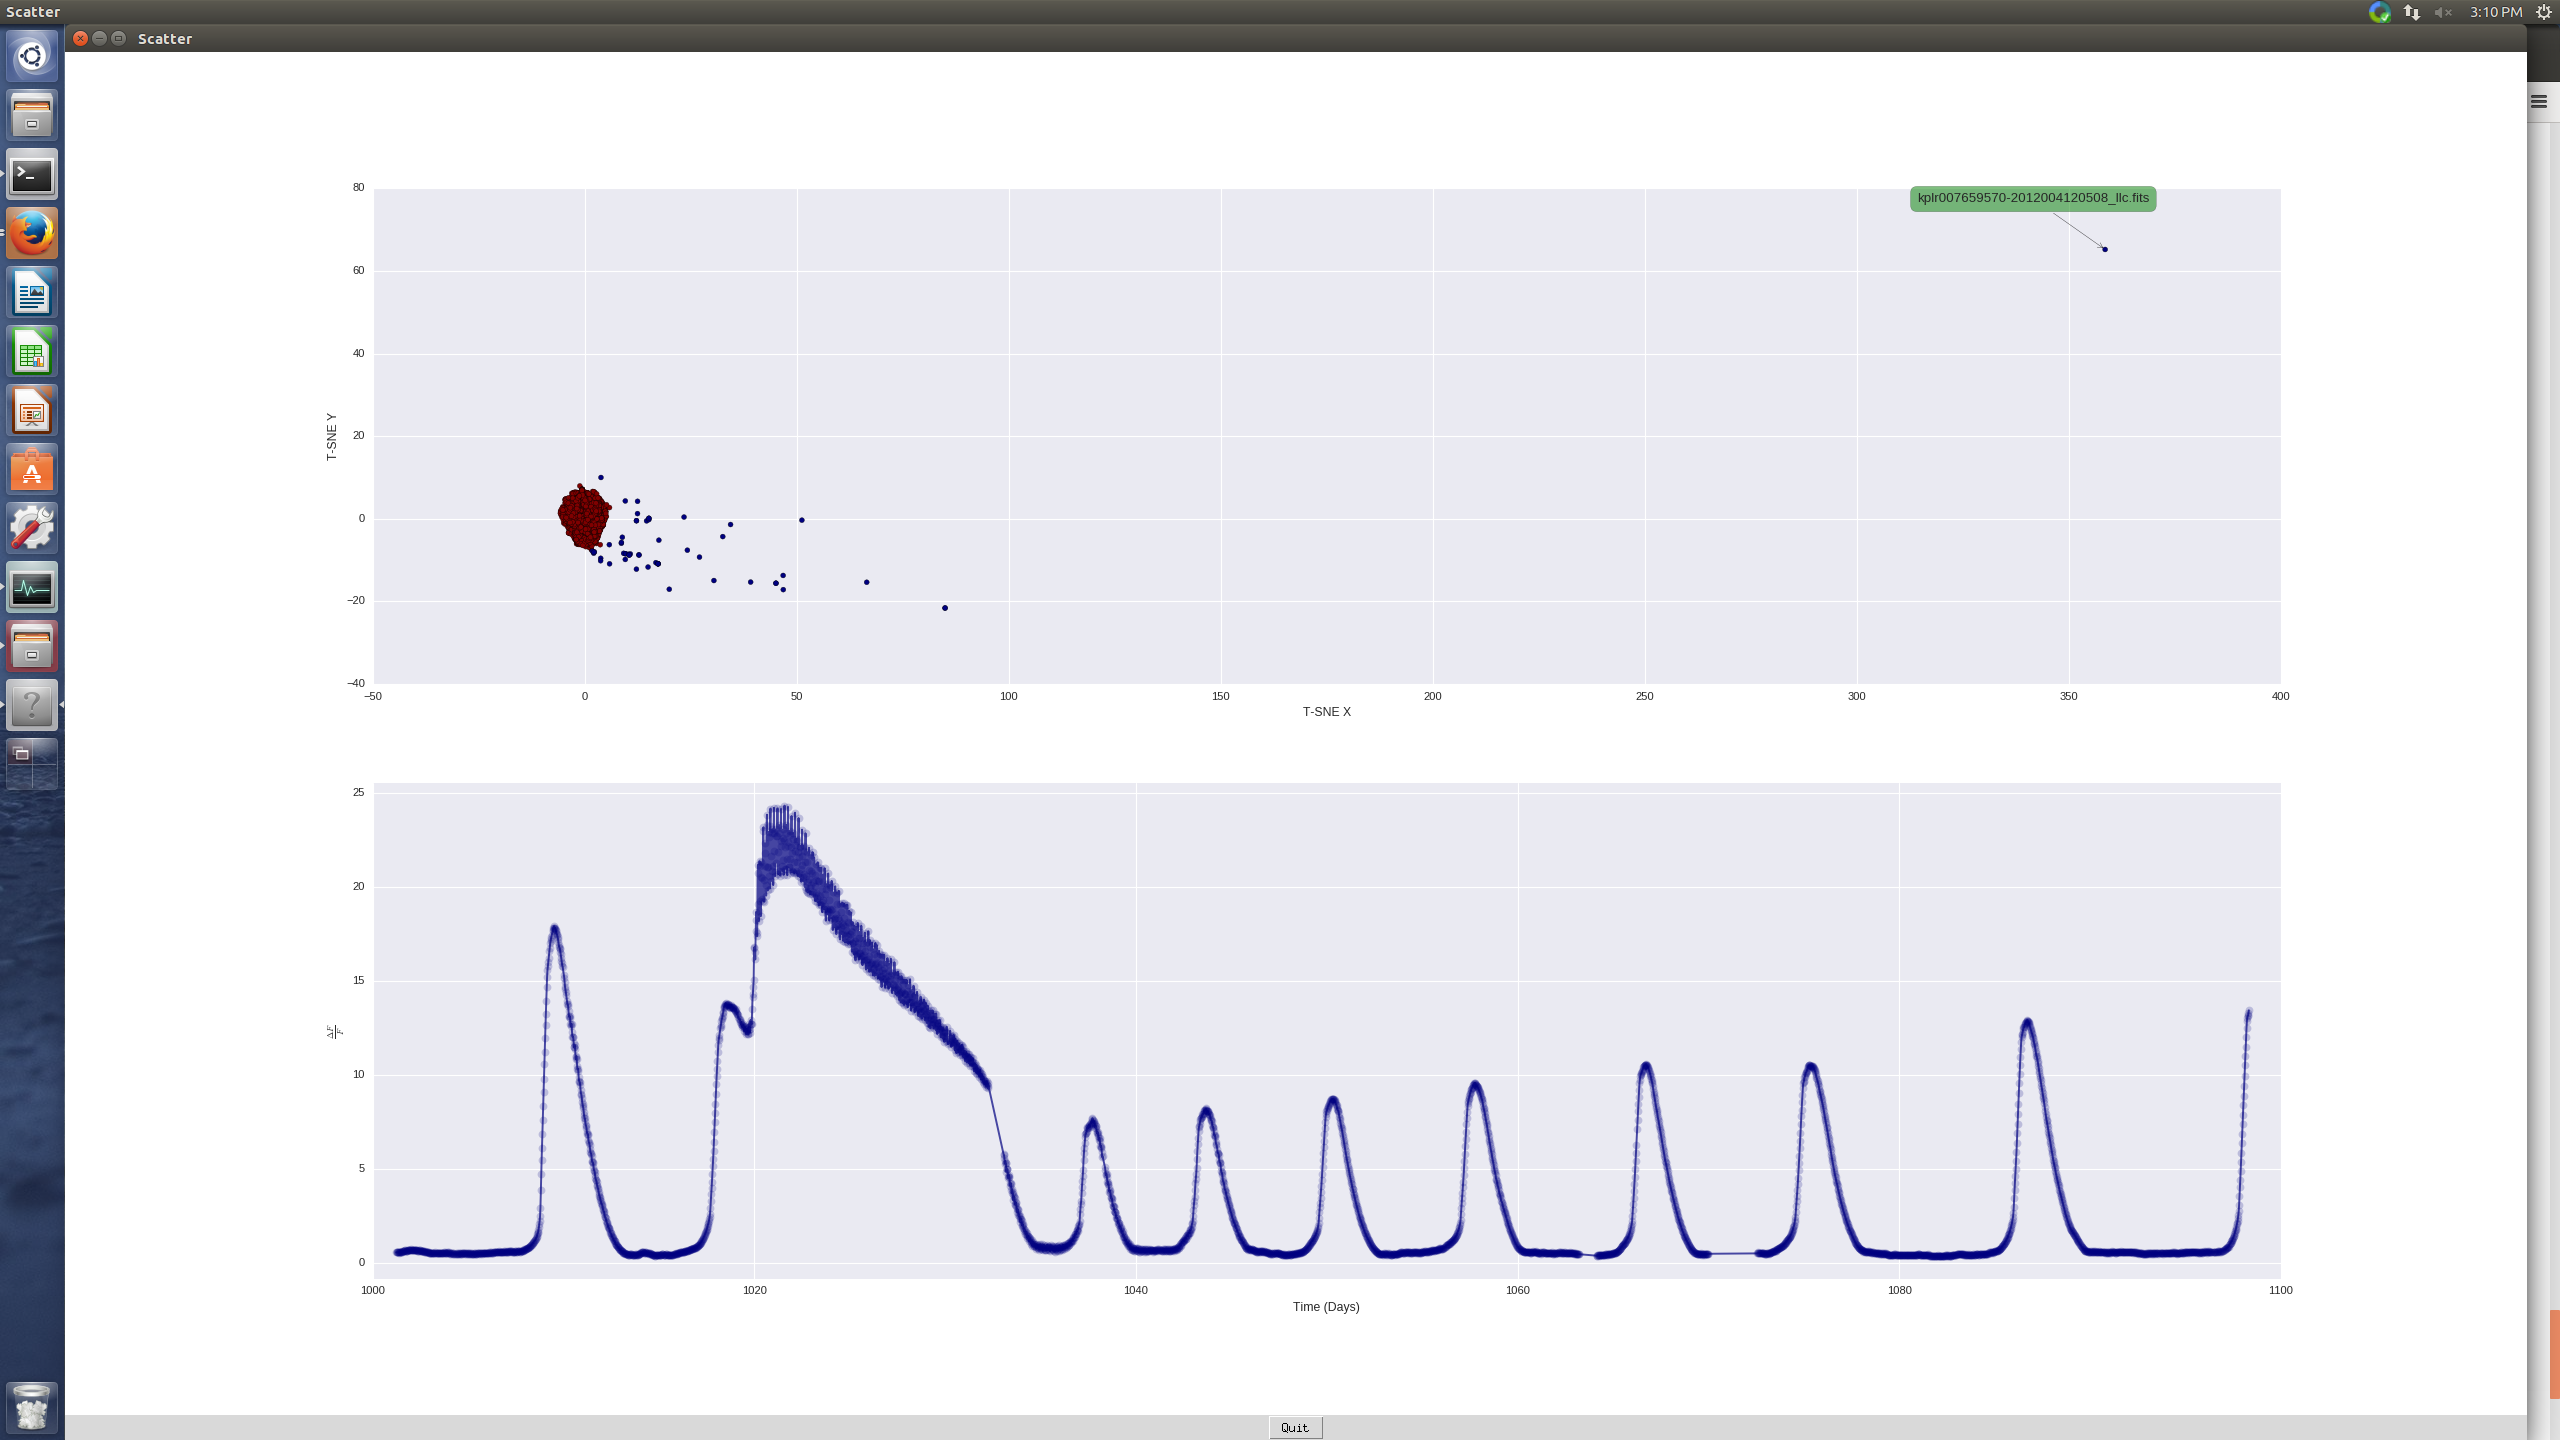 Scatter
3:10 PM
Scatter
80
60
40
20
0
−20
−40
T-SNE Y
kplr007659570-2012004120508_llc.fits
−50 0 50 100 150 200 250 300 350 400
T-SNE X
25
20
15
10
5
0
ΔF
F
1000 1020 1040 1060 1080 1100
Time (Days)
Quit